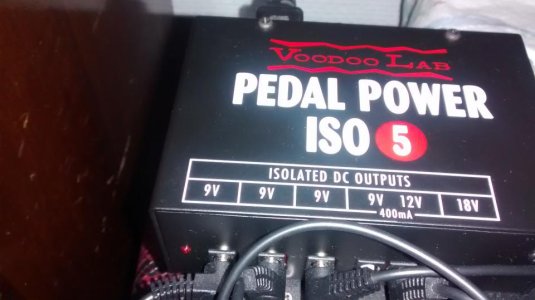 VOODOO LAB
PEDAL POWER
ISO 5
ISOLATED DC OUTPUTS
9V 9V 9V 9V 12V 18V
400mA